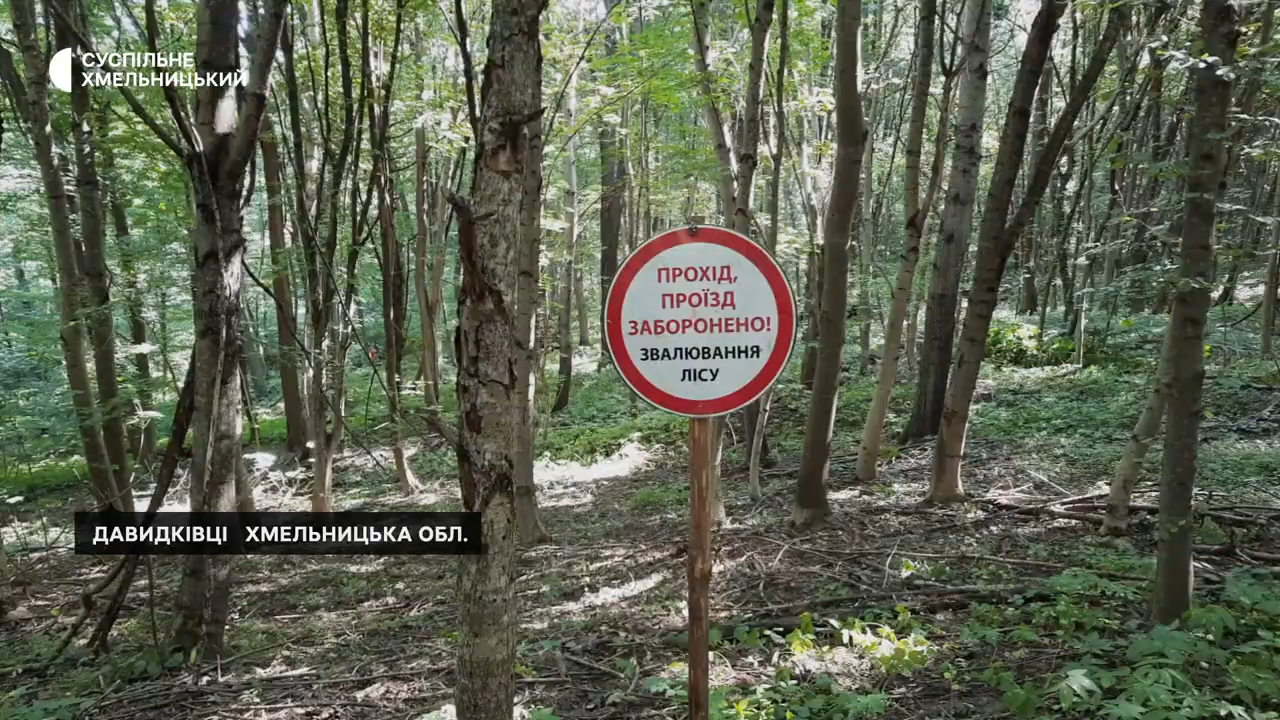 СУСПІЛЬНЕ
ХМЕЛЬНИЦЬКИЙ
ПРОХІД,
ПРОЇЗД
ЗАБОРОНЕНО!
ЗВАЛЮВАННЯ
ЛІСУ
ДАВИДКІВЦІ ХМЕЛЬНИЦЬКА ОБЛ.